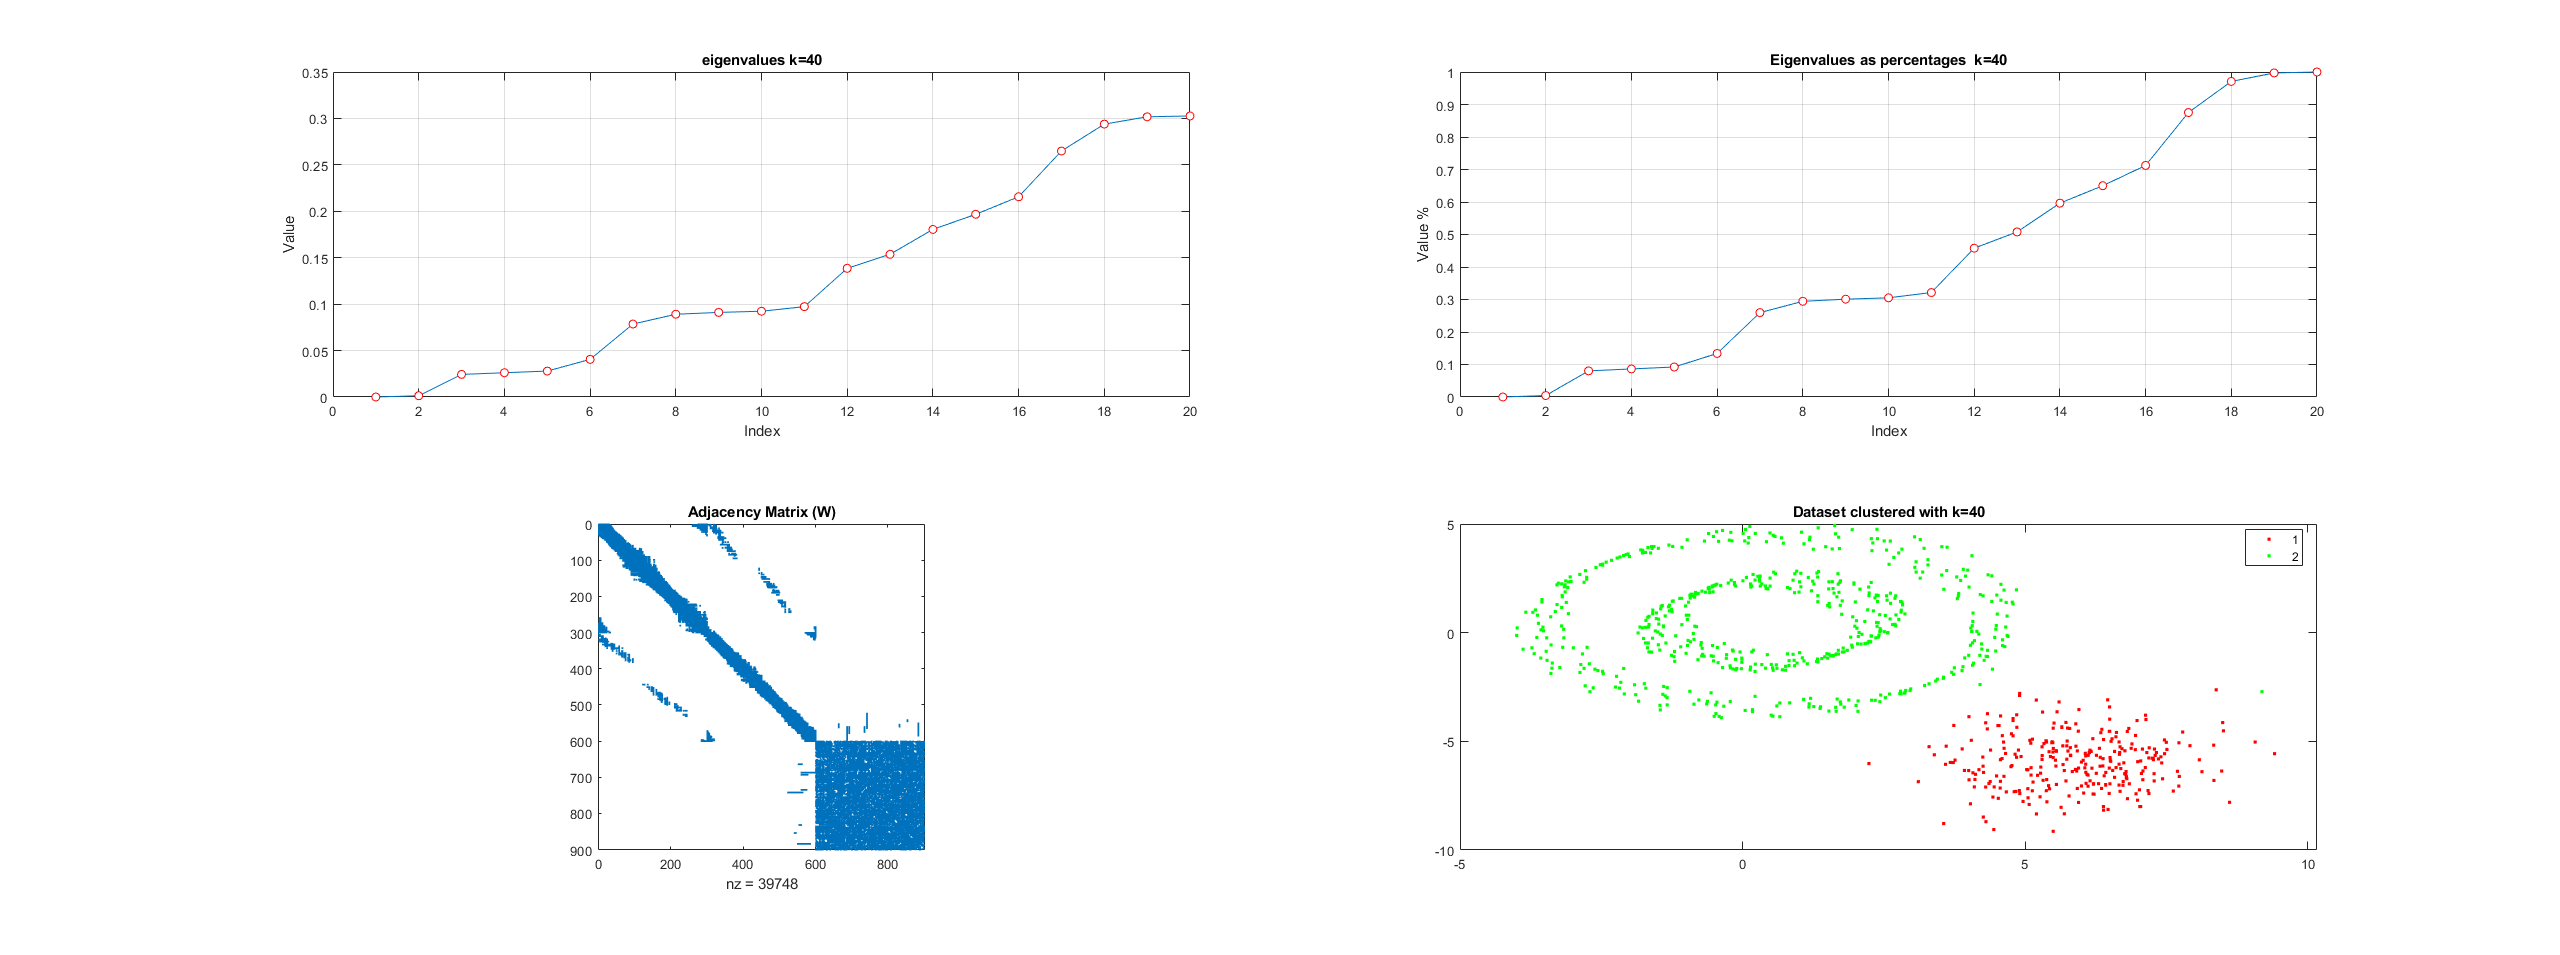 eigenvalues k=40
0.35
0.3
0.25
0.2
0.15
0.1
0.05
0
Value
0 2 4 6 8 10 12 14 16 18 20
Index
Eigenvalues as percentages k=40
1
0.9
0.8
0.7
0.6
0.5
0.4
0.3
0.2
0.1
0
Value %
0 2 4 6 8 10 12 14 16 18 20
Index
Adjacency Matrix (W)
0
100
200
300
400
500
600
700
800
900
0 200 400 600 800
nz = 39748
Dataset clustered with k=40
5
0
-5
-10
-5 0 5 10
1
2